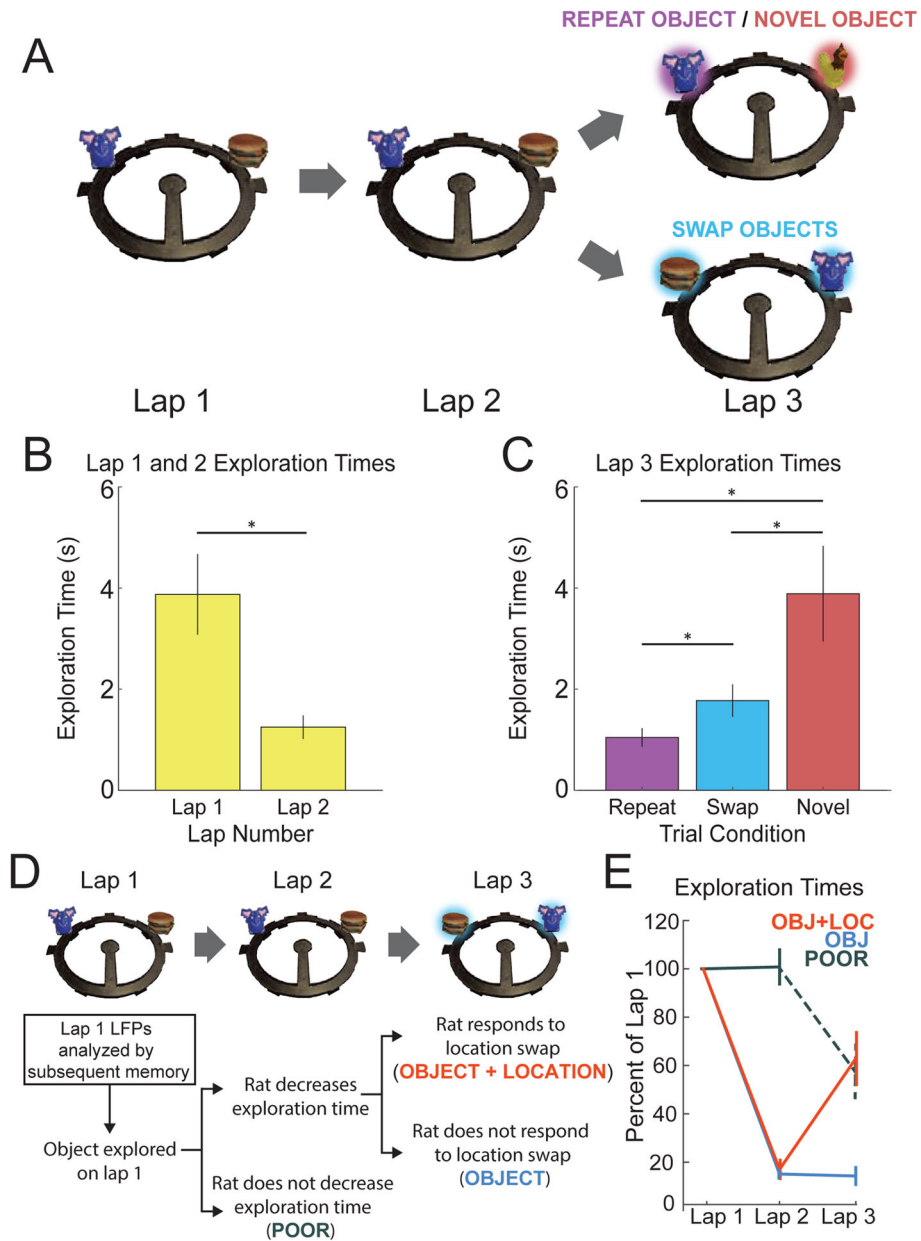 A
REPEAT OBJECT / NOVEL OBJECT
SWAP OBJECTS
Lap 1
Lap 2
Lap 3
B
Lap 1 and 2 Exploration Times
Exploration Time (s)
6
4
2
0
*
Lap 1
Lap 2
Lap Number
C
Lap 3 Exploration Times
Exploration Time (s)
6
4
2
0
*
*
*
Repeat
Swap
Novel
Trial Condition
D
Lap 1
Lap 2
Lap 3
Lap 1 LFPs
analyzed by
subsequent memory
Object explored
on lap 1
Rat decreases
exploration time
Rat does not decrease
exploration time
(POOR)
Rat responds to
location swap
(OBJECT + LOCATION)
Rat does not respond
to location swap
(OBJECT)
E
Exploration Times
Percent of Lap 1
120
100
80
60
40
20
0
OBJ+LOC
OBJ
POOR
Lap 1
Lap 2
Lap 3